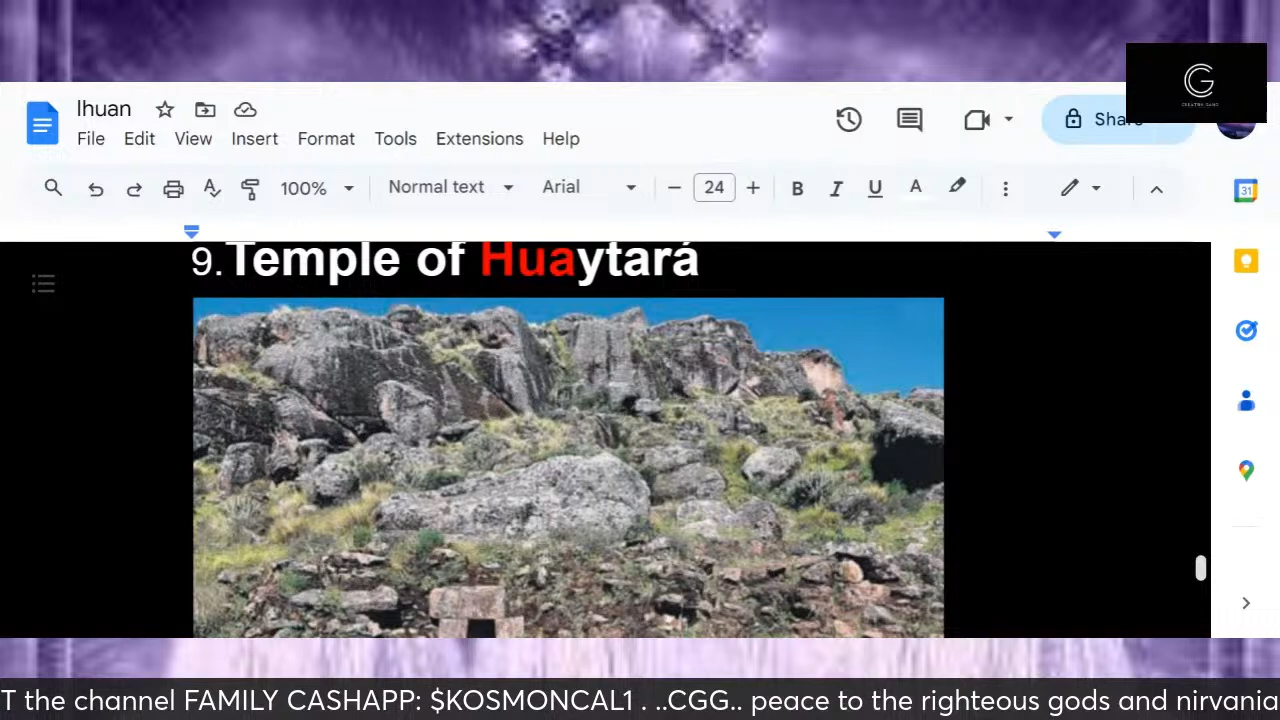 Ihuan
File Edit View Insert Format Tools Extensions Help
100% Normal text Arial 24 B I U A
31
9.Temple of Huaytará
G
T the channel FAMILY CASHAPP: $KOSMONCAL1 . ..CGG.. peace to the righteous gods and nirvania